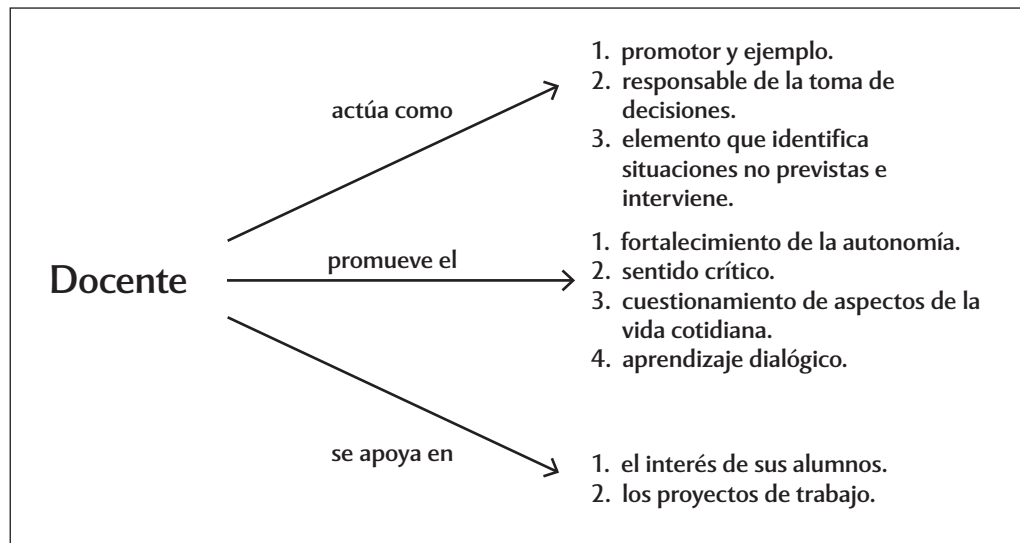 1. promotor y ejemplo.
2. responsable de la toma de
decisiones.
3. elemento que identifica
situaciones no previstas e
interviene.
actúa como
Docente
promueve el
1. fortalecimiento de la autonomía.
2. sentido crítico.
3. cuestionamiento de aspectos de la
vida cotidiana.
4. aprendizaje dialógico.
se apoya en
1. el interés de sus alumnos.
2. los proyectos de trabajo.